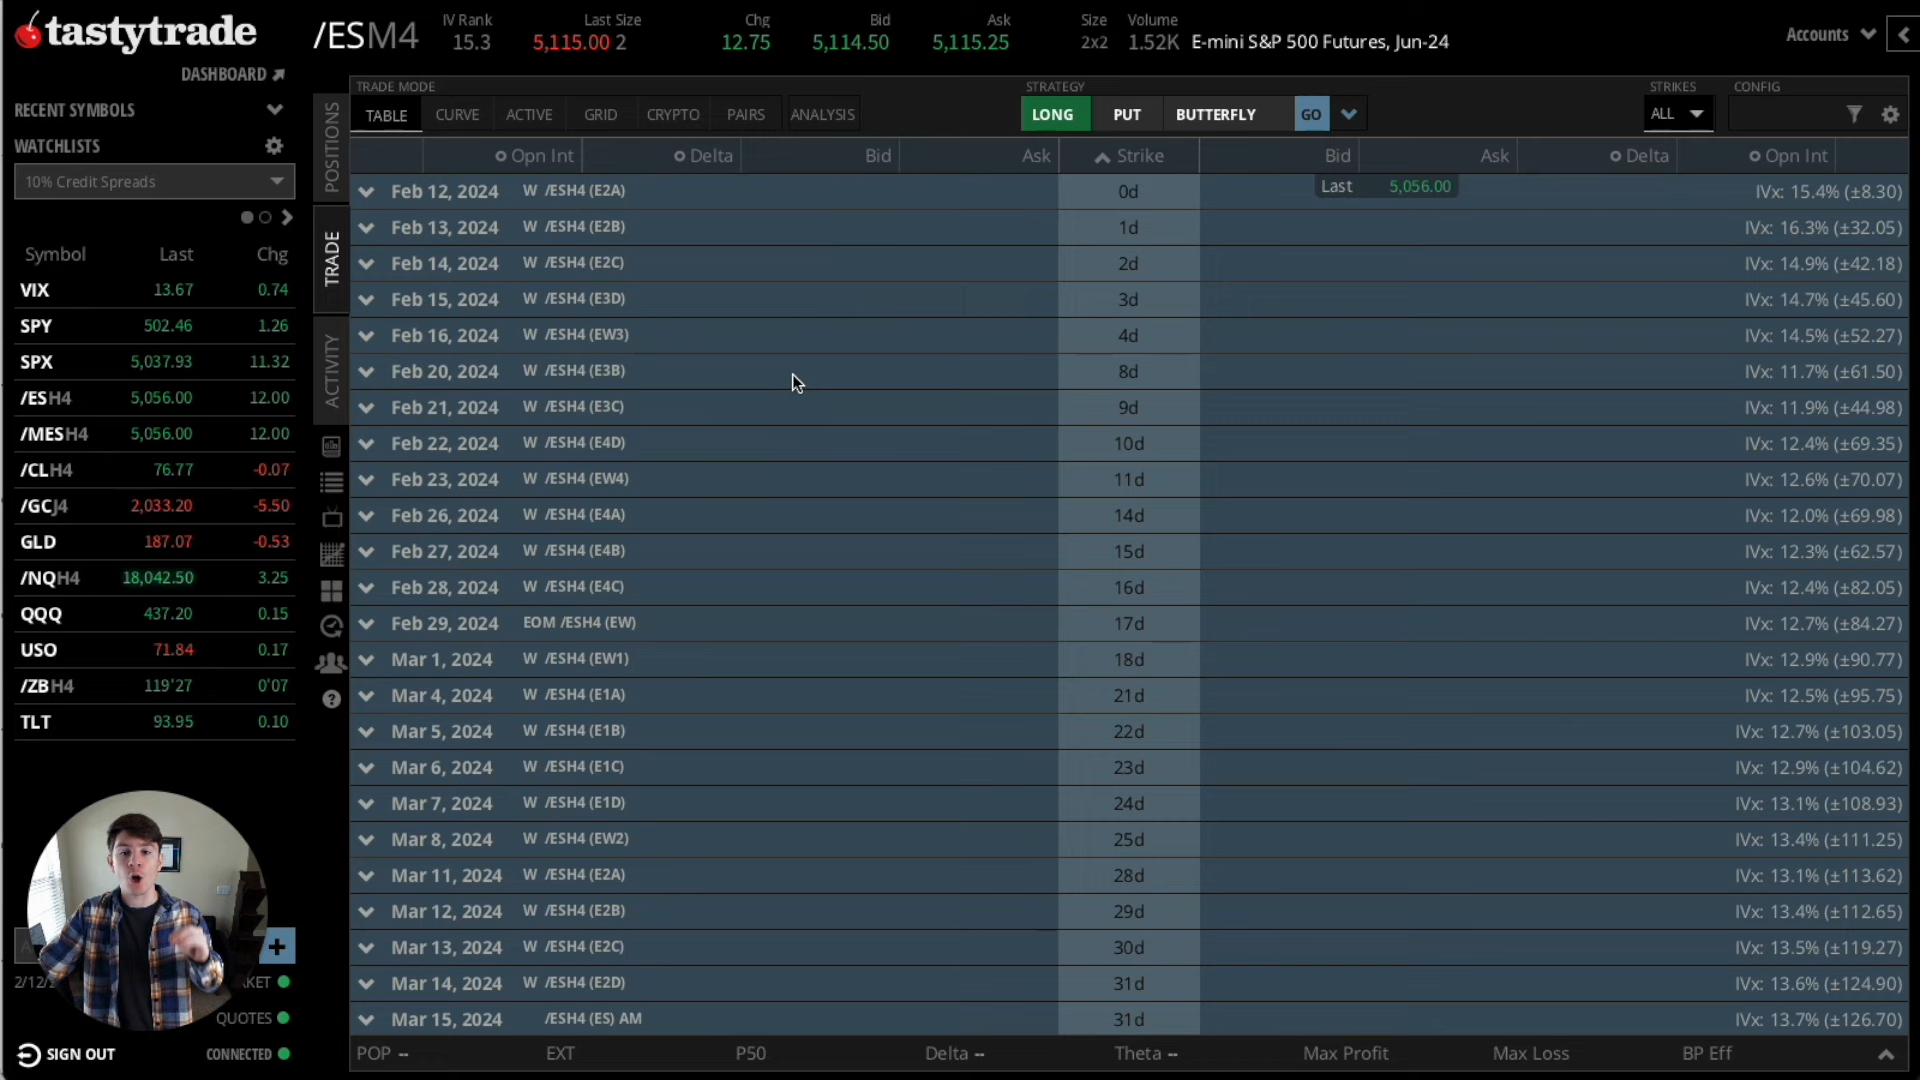 tastytrade
DASHBOARD
RECENT SYMBOLS
WATCHLISTS
10% Credit Spreads
Symbol Last Chg
VIX 13.67 0.74
SPY 502.46 1.26
SPX 5,037.93 11.32
/ESH4 5,056.00 12.00
/MESH4 5,056.00 12.00
/CLH4 76.77 -0.07
/GCJ4 2,033.20 -5.50
GLD 187.07 -0.53
/NQH4 18,042.50 3.25
QQQ 437.20 0.15
USO 71.84 0.17
/ZBH4 119'27 0'07
TLT 93.95 0.10
QUOTES
SIGN OUT CONNECTED
POSITIONS
TRADE
ACTIVITY
/ESM4
IV Rank Last Size Chg Bid Ask Size Volume
15.3 5,115.00 2 12.75 5,114.50 5,115.25 2x2 1.52K E-mini S&P 500 Futures, Jun-24
Accounts
TRADE MODE STRATEGY STRIKES CONFIG
TABLE CURVE ACTIVE GRID CRYPTO PAIRS ANALYSIS LONG PUT BUTTERFLY GO ALL
Opn Int Delta Bid Ask Strike Bid Ask Delta Opn Int
Last 5,056.00
Feb 12, 2024 W /ESH4 (E2A) 0d IVx: 15.4% (±8.30)
Feb 13, 2024 W /ESH4 (E2B) 1d IVx: 16.3% (±32.05)
Feb 14, 2024 W /ESH4 (E2C) 2d IVx: 14.9% (±42.18)
Feb 15, 2024 W /ESH4 (E3D) 3d IVx: 14.7% (±45.60)
Feb 16, 2024 W /ESH4 (EW3) 4d IVx: 14.5% (±52.27)
Feb 20, 2024 W /ESH4 (E3B) 8d IVx: 11.7% (±61.50)
Feb 21, 2024 W /ESH4 (E3C) 9d IVx: 11.9% (±44.98)
Feb 22, 2024 W /ESH4 (E4D) 10d IVx: 12.4% (±69.35)
Feb 23, 2024 W /ESH4 (EW4) 11d IVx: 12.6% (±70.07)
Feb 26, 2024 W /ESH4 (E4A) 14d IVx: 12.0% (±69.98)
Feb 27, 2024 W /ESH4 (E4B) 15d IVx: 12.3% (±62.57)
Feb 28, 2024 W /ESH4 (E4C) 16d IVx: 12.4% (±82.05)
Feb 29, 2024 EOM /ESH4 (EW) 17d IVx: 12.7% (±84.27)
Mar 1, 2024 W /ESH4 (EW1) 18d IVx: 12.9% (±90.77)
Mar 4, 2024 W /ESH4 (E1A) 21d IVx: 12.5% (±95.75)
Mar 5, 2024 W /ESH4 (E1B) 22d IVx: 12.7% (±103.05)
Mar 6, 2024 W /ESH4 (E1C) 23d IVx: 12.9% (±104.62)
Mar 7, 2024 W /ESH4 (E1D) 24d IVx: 13.1% (±108.93)
Mar 8, 2024 W /ESH4 (EW2) 25d IVx: 13.4% (±111.25)
Mar 11, 2024 W /ESH4 (E2A) 28d IVx: 13.1% (±113.62)
Mar 12, 2024 W /ESH4 (E2B) 29d IVx: 13.4% (±112.65)
Mar 13, 2024 W /ESH4 (E2C) 30d IVx: 13.5% (±119.27)
Mar 14, 2024 W /ESH4 (E2D) 31d IVx: 13.6% (±124.90)
Mar 15, 2024 /ESH4 (ES) AM 31d IVx: 13.7% (±126.70)
POP -- EXT P50 Delta -- Theta -- Max Profit Max Loss BP Eff